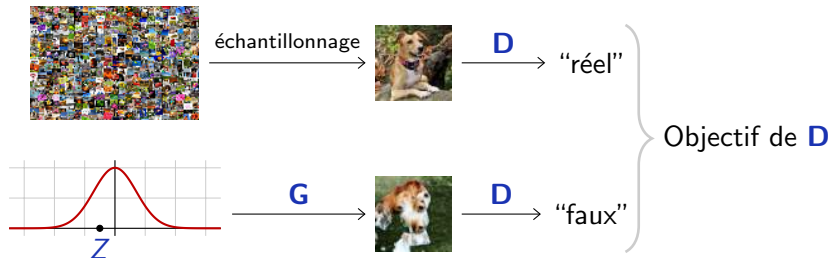 échantillonnage
D
“réel”
Objectif de D
G
D
“faux”
Z